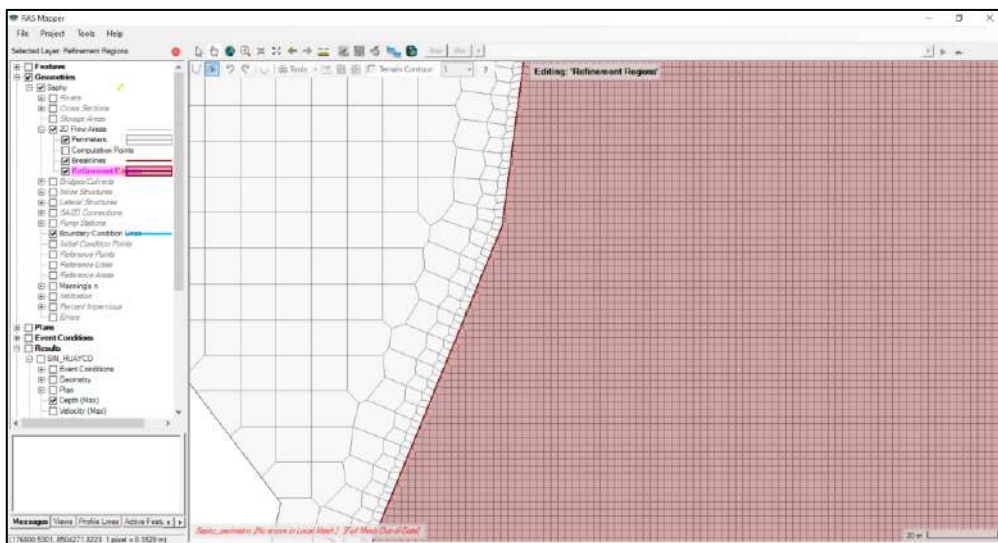 RAS Mapper
File Project Tools Help
Selected Layer: Refinement Regions
Tools
Terrain Contour:
Editing: 'Refinement Regions'
Features
Geometries
Saphy
Rivers
Cross Sections
Storage Areas
2D Flow Areas
Perimeters
Computation Points
Breaklines
Bridges/Culverts
Inline Structures
Lateral Structures
SA/2D Connections
Pump Stations
Boundary Condition Lines
Initial Condition Points
Reference Points
Reference Lines
Reference Areas
Manning's n
Infiltration
Percent Impervious
Errors
Plans
Event Conditions
Results
SIN_HUAYCO
Event Conditions
Geometry
Plan
Depth (Max)
Velocity (Max)
Messages Views Profile Lines
20 m